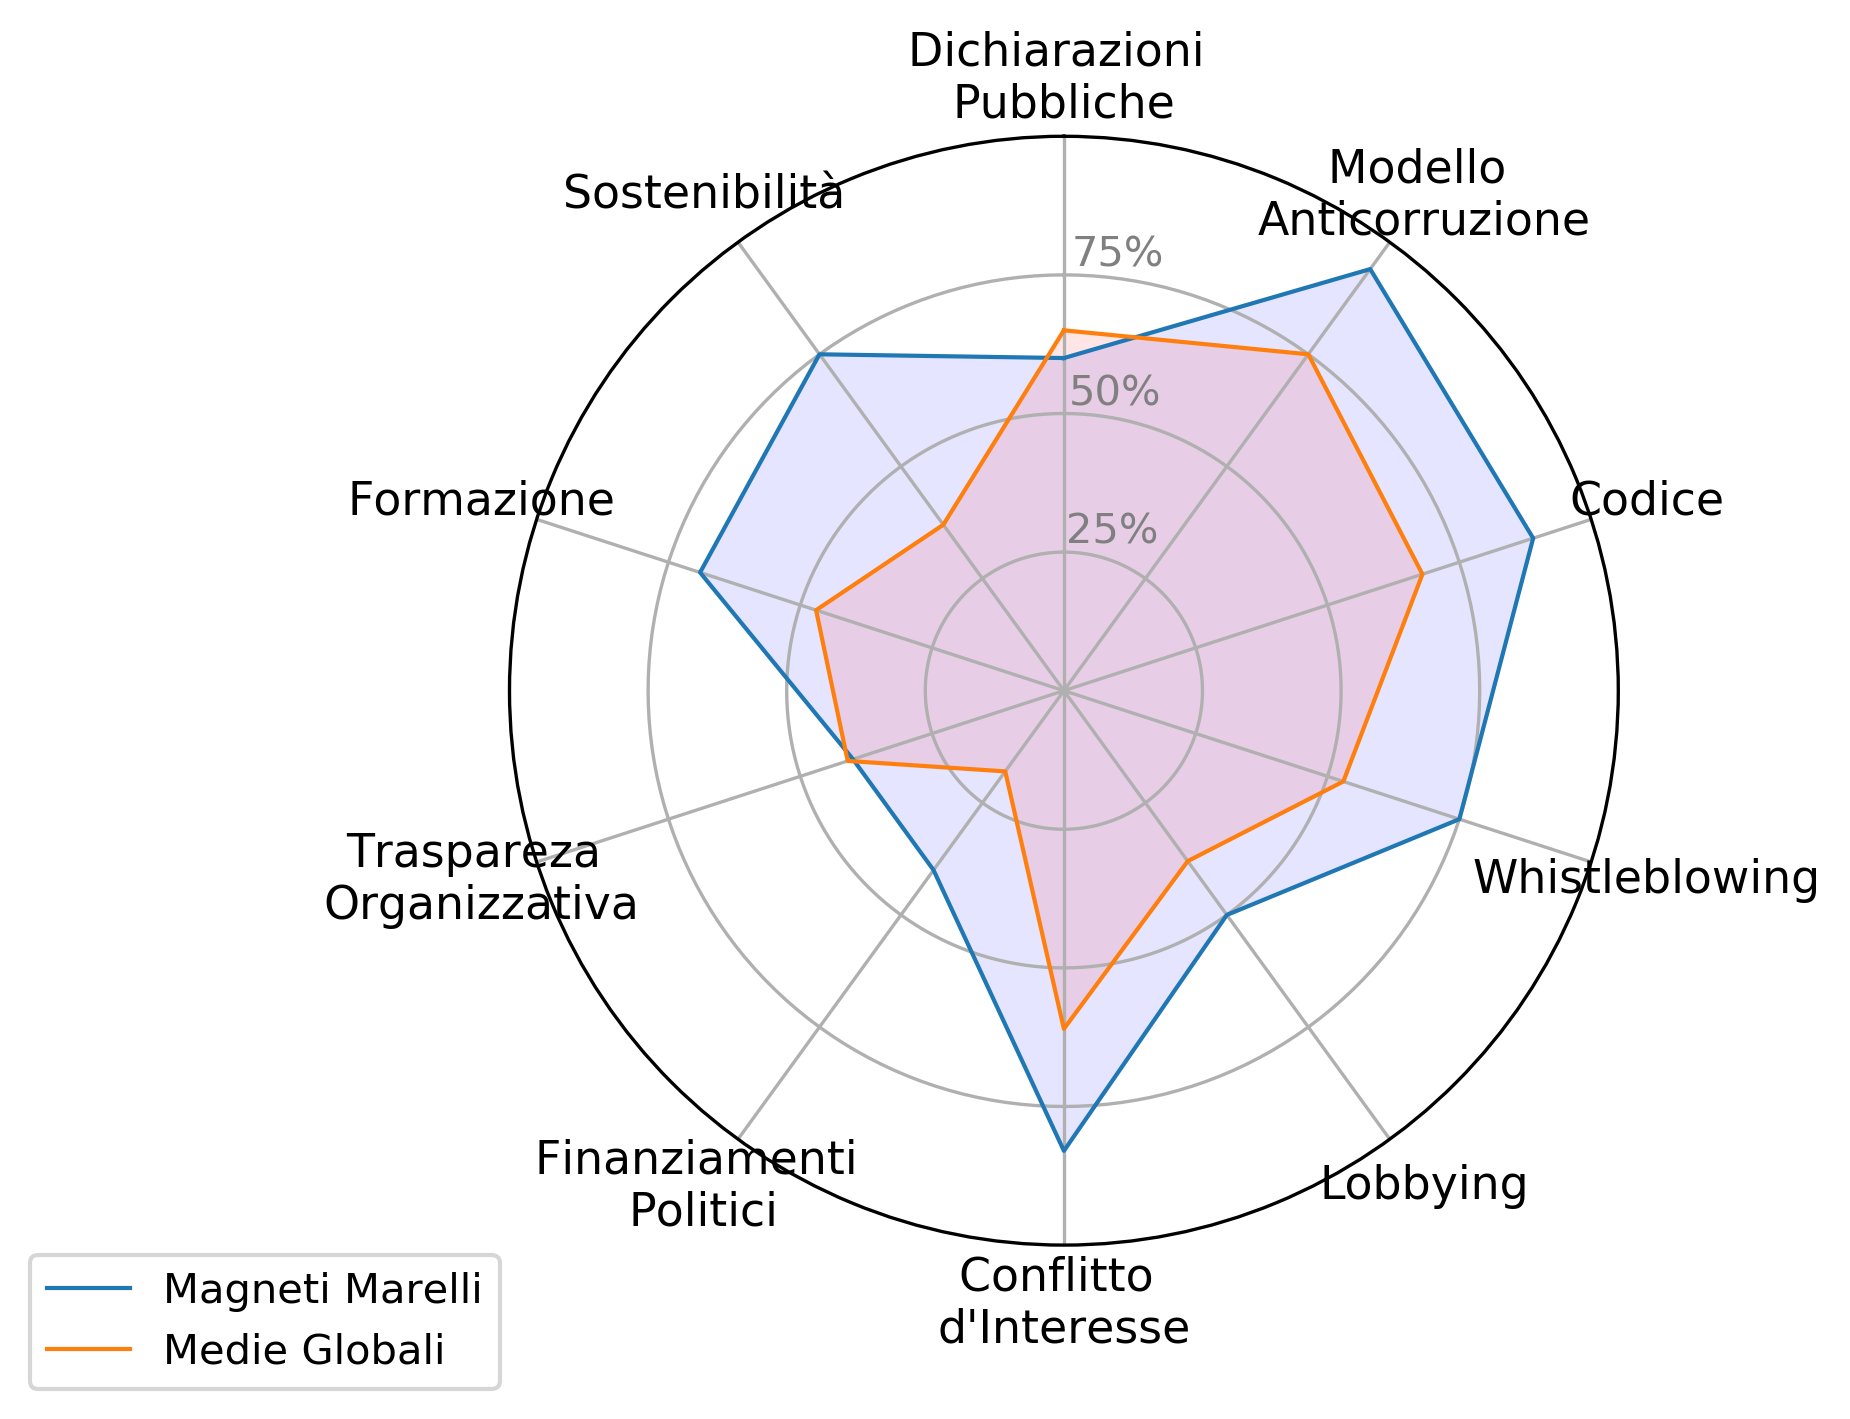 Dichiarazioni
Pubbliche
Modello
Anticorruzione
Sostenibilità
75%
50%
25%
Formazione
Codice
Traspareza
Organizzativa
Whistleblowing
Finanziamenti
Politici
Lobbying
Conflitto
d'Interesse
Magneti Marelli
Medie Globali